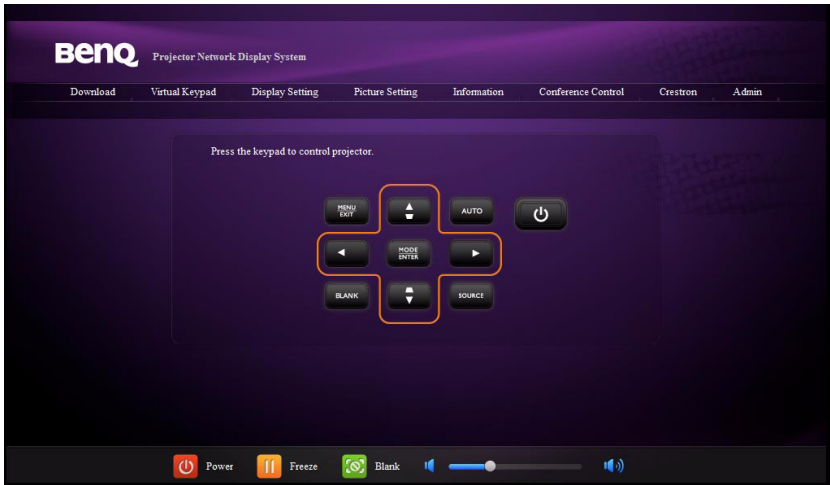 BenQ Projector Network Display System
Download Virtual Keypad Display Setting Picture Setting Information Conference Control Crestron Admin
Press the keypad to control projector.
MENU
EXIT
AUTO
MODE
ENTER
BLANK
SOURCE
Power Freeze Blank